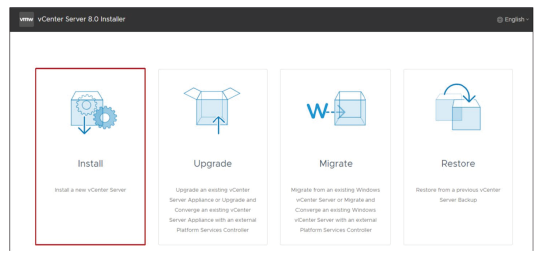 vmw vCenter Server 8.0 Installer
English
Install
Install a new vCenter Server
Upgrade
Upgrade an existing vCenter
Server Appliance or Upgrade and
Converge an existing vCenter
Server Appliance with an external
Platform Services Controller
W
Migrate
Migrate from an existing Windows
vCenter Server or Migrate and
Converge an existing Windows
vCenter Server with an external
Platform Services Controller
Restore
Restore from a previous vCenter
Server Backup